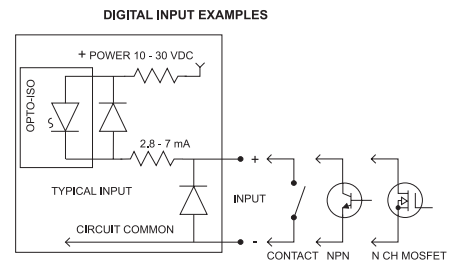 DIGITAL INPUT EXAMPLES
+ POWER 10 - 30 VDC
OPTO-ISO
2.8 - 7 mA
+
TYPICAL INPUT
INPUT
CIRCUIT COMMON
-
CONTACT NPN N CH MOSFET